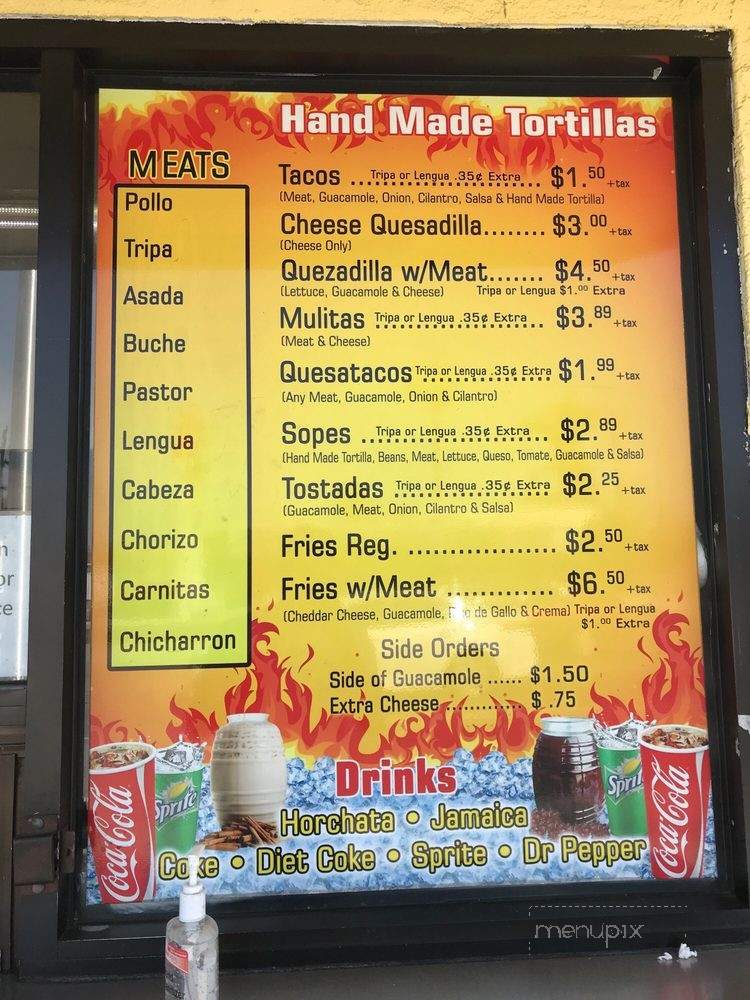 Hand Made Tortillas
MEATS
Pollo
Tripa
Asada
Buche
Pastor
Lengua
Cabeza
Chorizo
Carnitas
Chicharron
Tacos ... Tripa or Lengua .35¢ Extra ... $1.50 +tax
(Meat, Guacamole, Onion, Cilantro, Salsa & Hand Made Tortilla)
Cheese Quesadilla........ $3.00 +tax
(Cheese Only)
Quezadilla w/Meat....... $4.50 +tax
(Lettuce, Guacamole & Cheese) Tripa or Lengua $1.00 Extra
Mulitas Tripa or Lengua .35¢ Extra ... $3.89 +tax
(Meat & Cheese)
Quesatacos Tripa or Lengua .35¢ Extra $1.99 +tax
(Any Meat, Guacamole, Onion & Cilantro)
Sopes ... Tripa or Lengua .35¢ Extra ... $2.89 +tax
(Hand Made Tortilla, Beans, Meat, Lettuce, Queso, Tomate, Guacamole & Salsa)
Tostadas Tripa or Lengua .35¢ Extra $2.25 +tax
(Guacamole, Meat, Onion, Cilantro & Salsa)
Fries Reg. ................... $2.50 +tax
Fries w/Meat ............. $6.50 +tax
(Cheddar Cheese, Guacamole, de Gallo & Crema) Tripa or Lengua
$1.00 Extra
Side Orders
Side of Guacamole ...... $1.50
Extra Cheese ............. $ .75
Drinks
Horchata • Jamaica
Coke • Diet Coke • Sprite • Dr Pepper
Coca-Cola
Sprite
Sprite
Coca-Cola
menupix